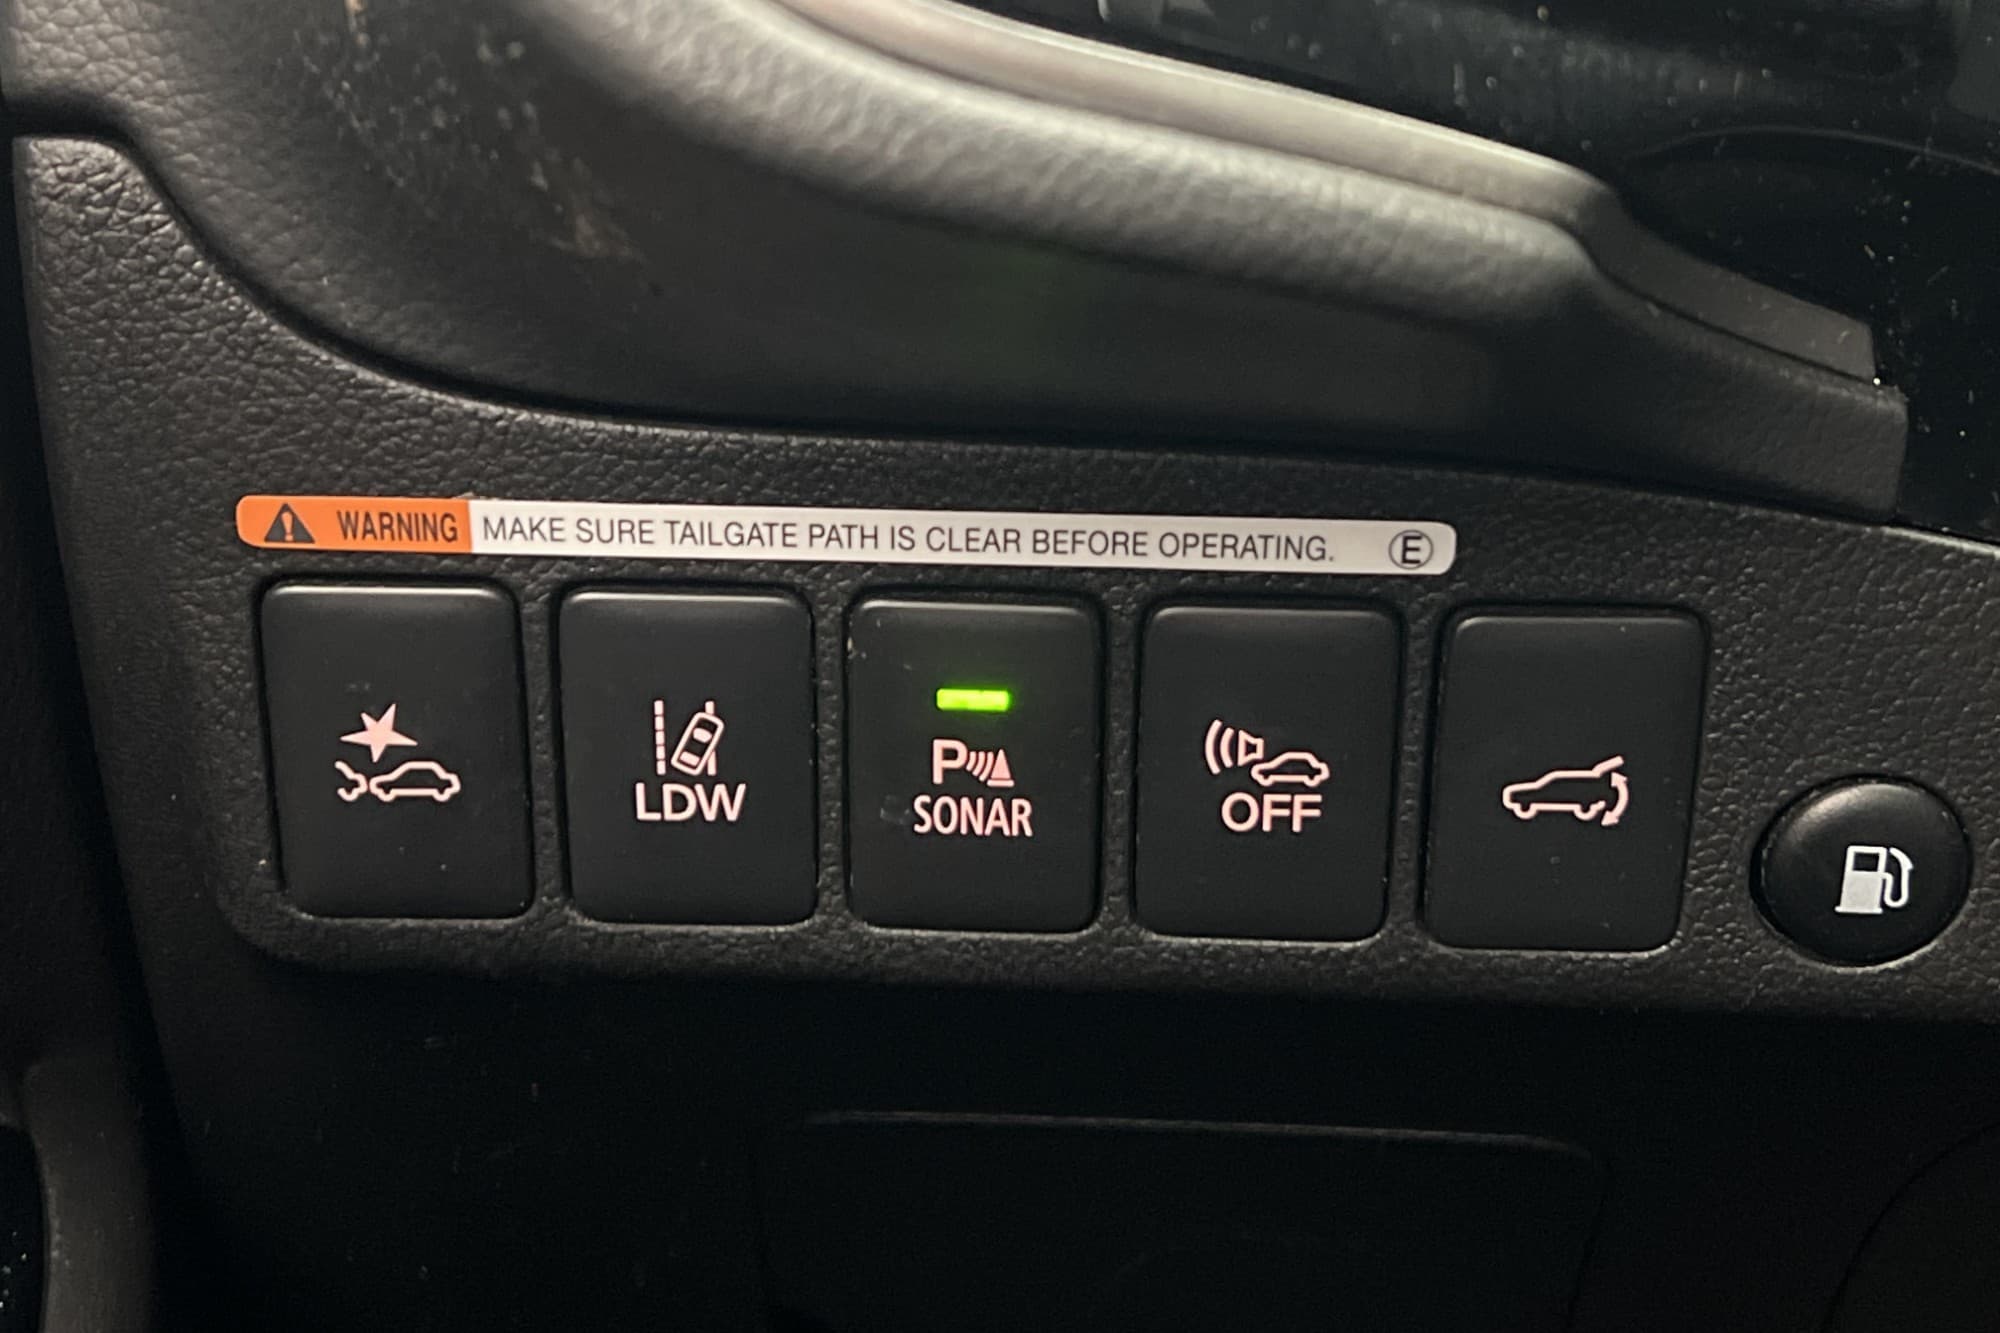 WARNING MAKE SURE TAILGATE PATH IS CLEAR BEFORE OPERATING. E
LDW
P
SONAR
OFF